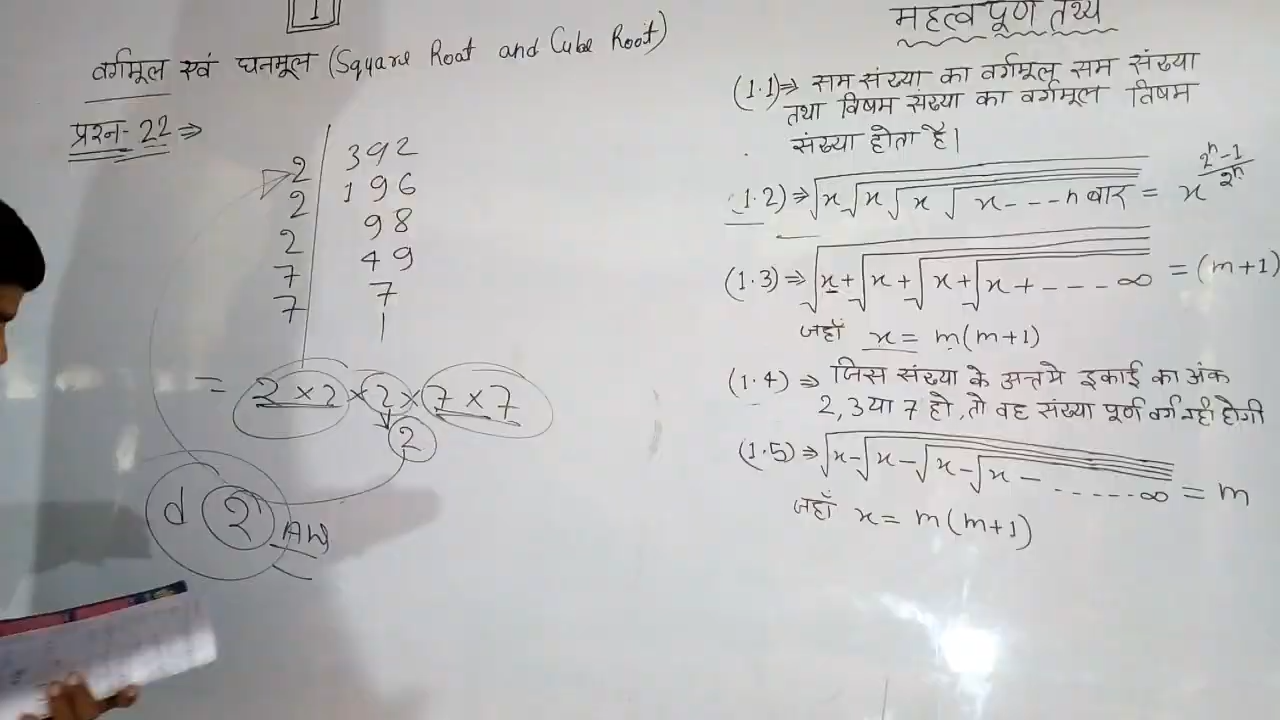 1
वर्गमूल एवं घनमूल (Square Root and Cube Root)
प्रश्न- 22 ⇒
2 | 392
2 | 196
2 | 98
7 | 49
7 | 7
1
= 2 × 2 × 2 × 7 × 7
2
d 2 Ans
महत्वपूर्ण तथ्य
(1.1) ⇒ सम संख्या का वर्गमूल सम संख्या
तथा विषम संख्या का वर्गमूल विषम
संख्या होता है।
(1.2) ⇒ √x√x√x√x---n बार = x^(2^n-1)/2^n
(1.3) ⇒ √x+√x+√x+√x+---∞ = (m+1)
जहाँ x = m(m+1)
(1.4) ⇒ जिस संख्या के अन्त मे इकाई का अंक
2, 3 या 7 हो, तो वह संख्या पूर्ण वर्ग नही होगी
(1.5) ⇒ √x-√x-√x-√x-......∞ = m
जहाँ x = m(m+1)